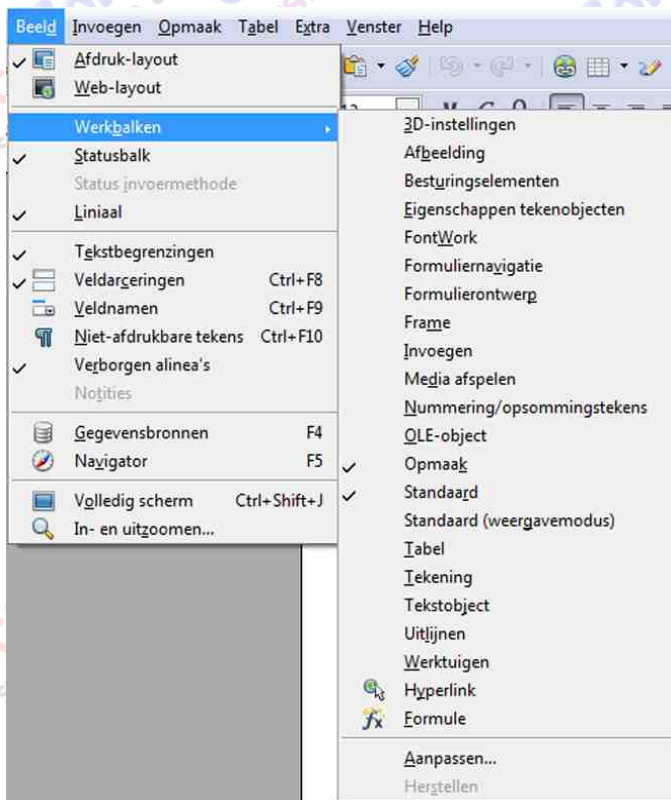 Beeld Invoegen Opmaak Tabel Extra Venster Help
Afdruk-layout
Web-layout
Werkbalken
Statusbalk
Status invoermethode
Liniaal
Tekstbegrenzingen
Veldarceringen Ctrl+F8
Veldnamen Ctrl+F9
Niet-afdrukbare tekens Ctrl+F10
Verborgen alinea's
Notities
Gegevensbronnen F4
Navigator F5
Volledig scherm Ctrl+Shift+J
In- en uitzoomen...
3D-instellingen
Afbeelding
Besturingselementen
Eigenschappen tekenobjecten
FontWork
Formuliernavigatie
Formulierontwerp
Frame
Invoegen
Media afspelen
Nummering/opsommingstekens
OLE-object
Opmaak
Standaard
Standaard (weergavemodus)
Tabel
Tekening
Tekstobject
Uitlijnen
Werktuigen
Hyperlink
Formule
Aanpassen...
Herstellen